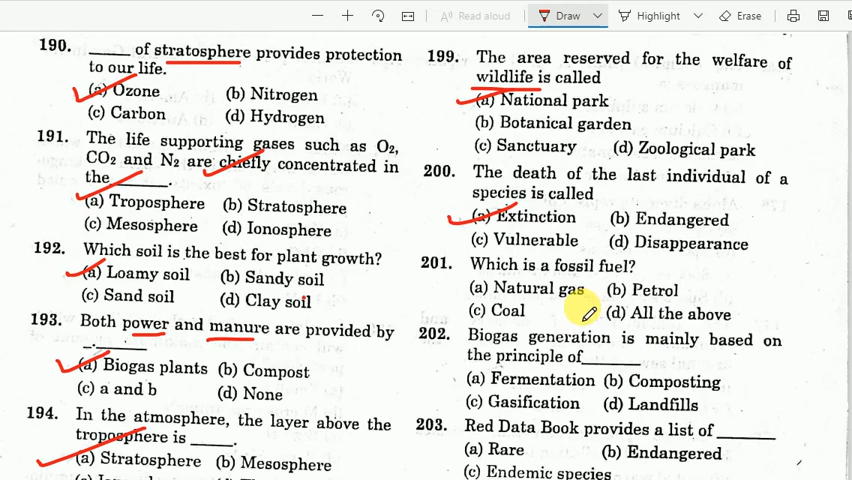 Read aloud
Draw
Highlight
Erase
190. _____ of stratosphere provides protection
to our life.
(a) Ozone (b) Nitrogen
(c) Carbon (d) Hydrogen
191. The life supporting gases such as O2,
CO2 and N2 are chiefly concentrated in
the _______.
(a) Troposphere (b) Stratosphere
(c) Mesosphere (d) Ionosphere
192. Which soil is the best for plant growth?
(a) Loamy soil (b) Sandy soil
(c) Sand soil (d) Clay soil
193. Both power and manure are provided by
_._____
(a) Biogas plants (b) Compost
(c) a and b (d) None
194. In the atmosphere, the layer above the
troposphere is _____.
(a) Stratosphere (b) Mesosphere
199. The area reserved for the welfare of
wildlife is called
(a) National park
(b) Botanical garden
(c) Sanctuary (d) Zoological park
200. The death of the last individual of a
species is called
(a) Extinction (b) Endangered
(c) Vulnerable (d) Disappearance
201. Which is a fossil fuel?
(a) Natural gas (b) Petrol
(c) Coal (d) All the above
202. Biogas generation is mainly based on
the principle of_______
(a) Fermentation (b) Composting
(c) Gasification (d) Landfills
203. Red Data Book provides a list of _______
(a) Rare (b) Endangered
(c) Endemic species